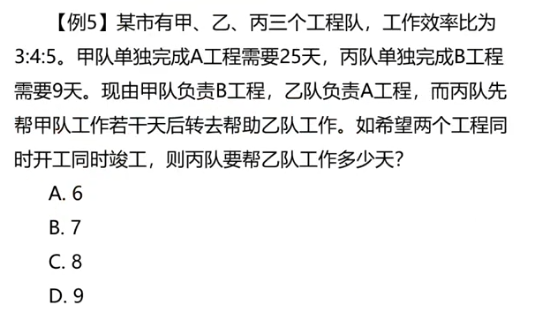 【例5】某市有甲、乙、丙三个工程队，工作效率比为
3:4:5。甲队单独完成A工程需要25天，丙队单独完成B工程
需要9天。现由甲队负责B工程，乙队负责A工程，而丙队先
帮甲队工作若干天后转去帮助乙队工作。如希望两个工程同
时开工同时竣工，则丙队要帮乙队工作多少天？
A. 6
B. 7
C. 8
D. 9